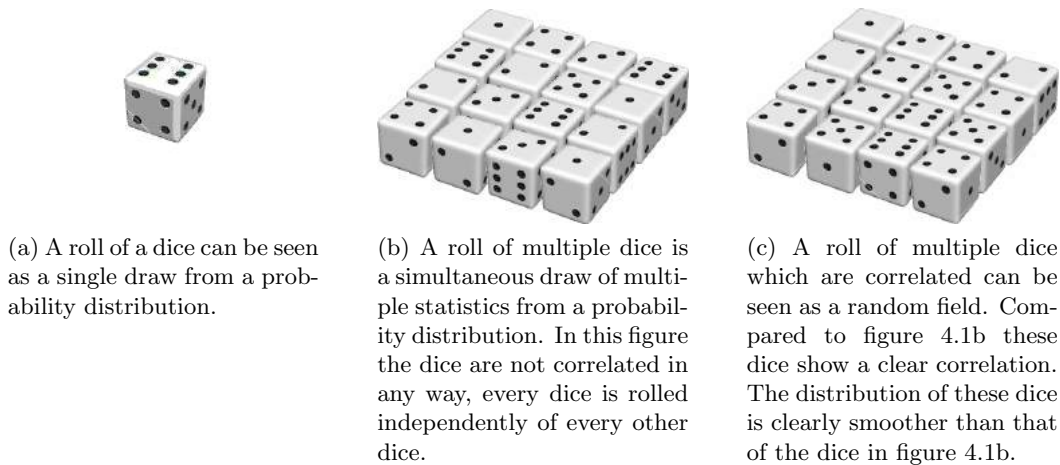 (a) A roll of a dice can be seen
as a single draw from a prob-
ability distribution.
(b) A roll of multiple dice is
a simultaneous draw of multi-
ple statistics from a probabil-
ity distribution. In this figure
the dice are not correlated in
any way, every dice is rolled
independently of every other
dice.
(c) A roll of multiple dice
which are correlated can be
seen as a random field. Com-
pared to figure 4.1b these
dice show a clear correlation.
The distribution of these dice
is clearly smoother than that
of the dice in figure 4.1b.